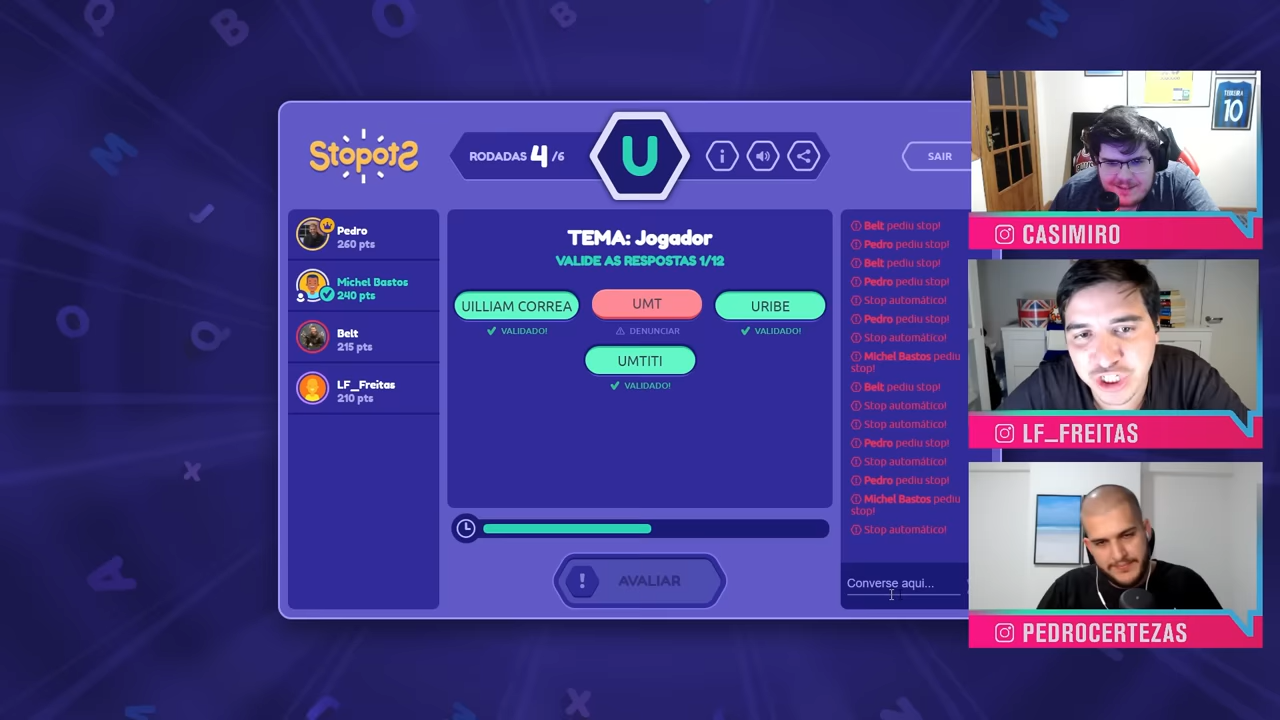 StopotS
RODADAS 4/6
U
SAIR
Pedro
260 pts
Michel Bastos
240 pts
Belt
215 pts
LF_Freitas
210 pts
TEMA: Jogador
VALIDE AS RESPOSTAS 1/12
UILLIAM CORREA
VALIDADO!
UMT
DENUNCIAR
URIBE
VALIDADO!
UMTITI
VALIDADO!
AVALIAR
Belt pediu stop!
Pedro pediu stop!
Belt pediu stop!
Pedro pediu stop!
Stop automático!
Pedro pediu stop!
Stop automático!
Michel Bastos pediu
stop!
Belt pediu stop!
Stop automático!
Stop automático!
Pedro pediu stop!
Stop automático!
Pedro pediu stop!
Michel Bastos pediu
stop!
Stop automático!
Converse aqui...
TEIXEIRA
10
CASIMIRO
LF_FREITAS
PEDROCERTEZAS